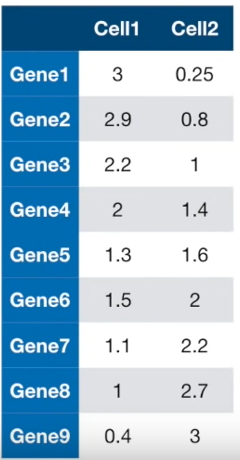 Cell1 Cell2
Gene1 3 0.25
Gene2 2.9 0.8
Gene3 2.2 1
Gene4 2 1.4
Gene5 1.3 1.6
Gene6 1.5 2
Gene7 1.1 2.2
Gene8 1 2.7
Gene9 0.4 3